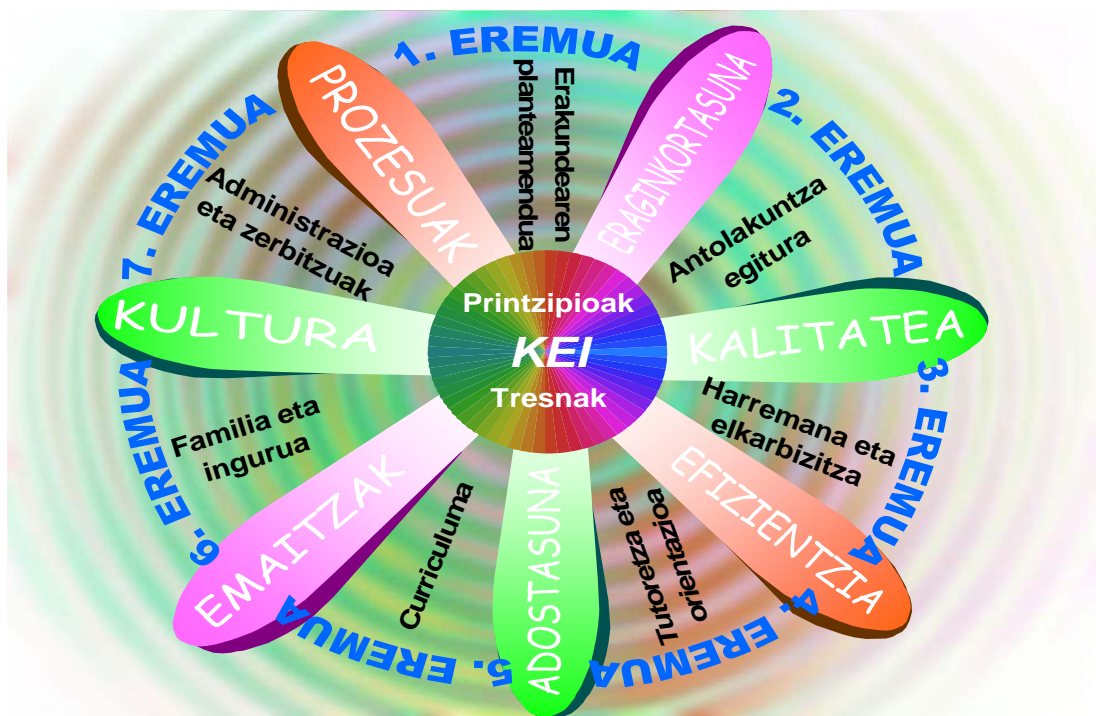 1. EREMUA
Erakundearen
planteamendua
ERAGINKORTASUNA
2. EREMUA
Antolakuntza
egitura
KALITATEA
3. EREMUA
Harremana eta
elkarbizitza
EFIZIENTZIA
4. EREMUA
Tutoretza eta
orientazioa
ADOSTASUNA
5. EREMUA
Curriculuma
EMAITZAK
6. EREMUA
Familia eta
ingurua
KULTURA
7. EREMUA
Administrazioa
eta zerbitzuak
PROZESUAK
Printzipioak
KEI
Tresnak